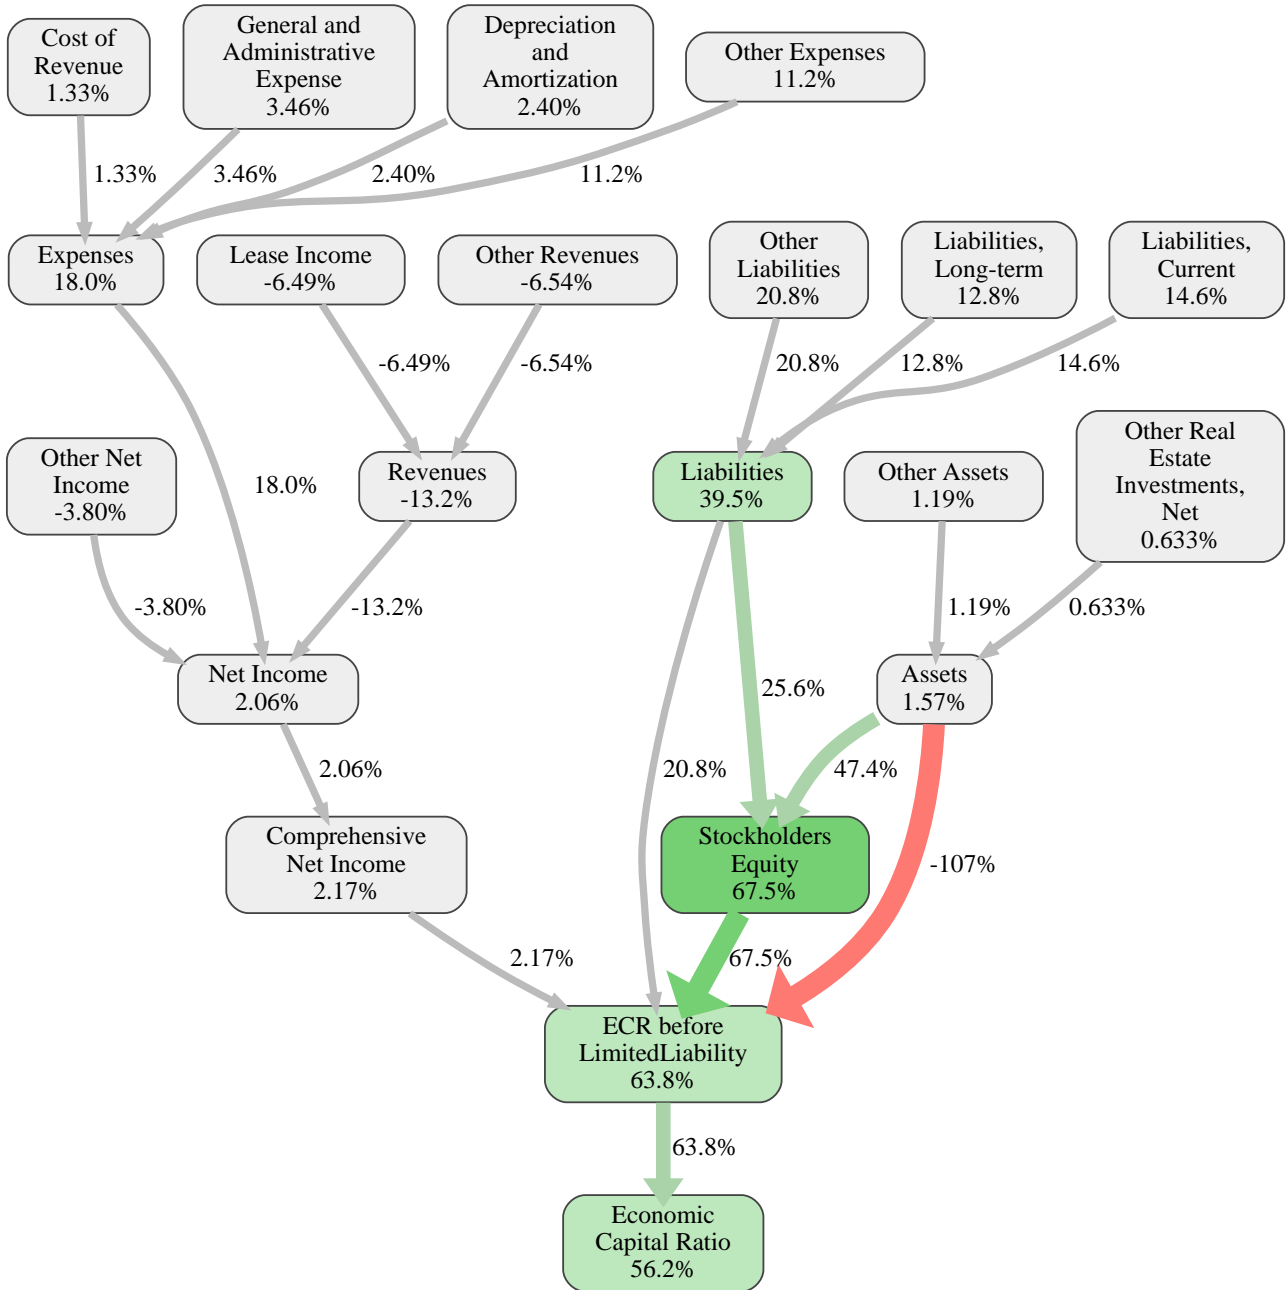 Cost of
Revenue
1.33%
General and
Administrative
Expense
3.46%
Depreciation
and
Amortization
2.40%
Other Expenses
11.2%
1.33%
3.46%
2.40%
11.2%
Expenses
18.0%
Lease Income
-6.49%
Other Revenues
-6.54%
Other
Liabilities
20.8%
Liabilities,
Long-term
12.8%
Liabilities,
Current
14.6%
-6.49%
-6.54%
20.8%
12.8%
14.6%
Other Net
Income
-3.80%
18.0%
Revenues
-13.2%
Liabilities
39.5%
Other Assets
1.19%
Other Real
Estate
Investments,
Net
0.633%
-3.80%
-13.2%
1.19%
0.633%
Net Income
2.06%
25.6%
Assets
1.57%
2.06%
20.8%
47.4%
Comprehensive
Net Income
2.17%
Stockholders
Equity
67.5%
-107%
2.17%
67.5%
ECR before
LimitedLiability
63.8%
63.8%
Economic
Capital Ratio
56.2%